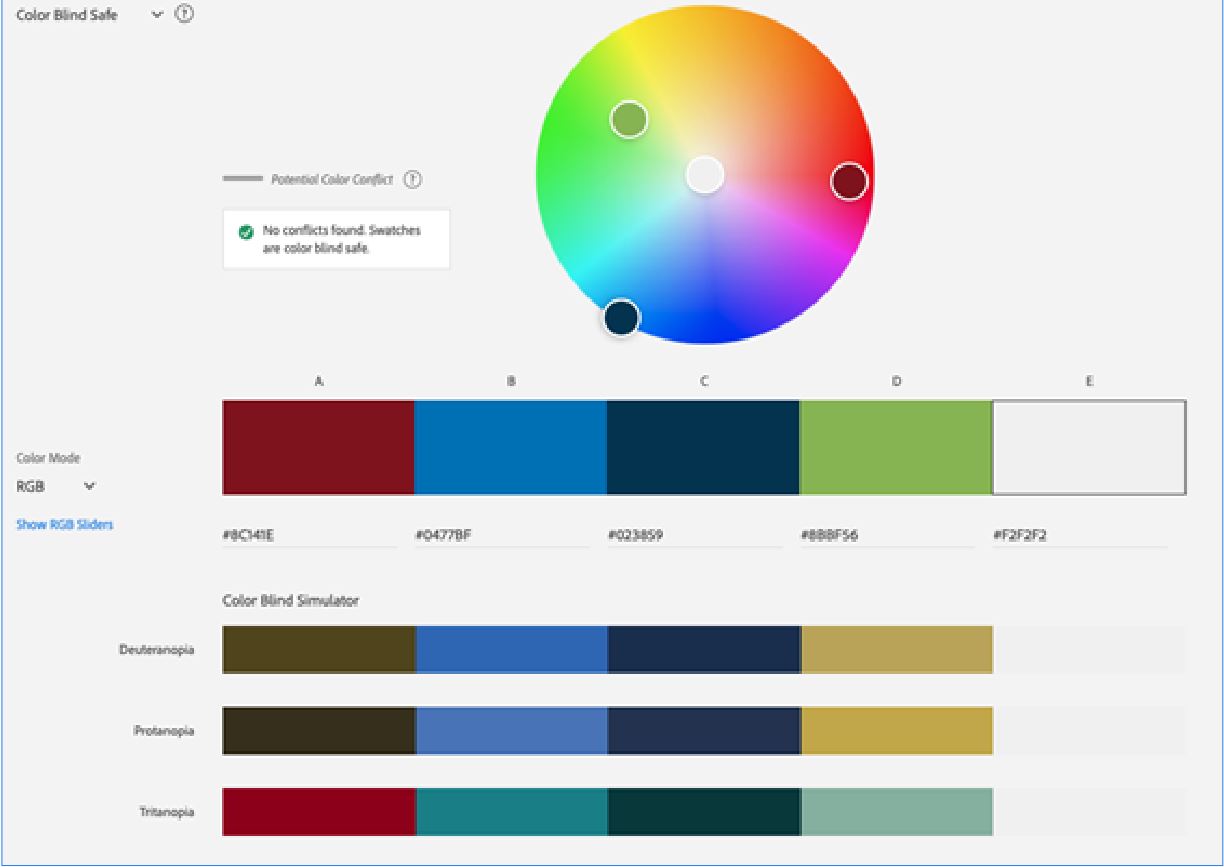 Color Blind Safe
Potential Color Conflict
No conflicts found. Swatches
are color blind safe.
A B C D E
Color Mode
RGB
Show RGB Sliders
#8C141E #0477BF #023859 #8BBF56 #F2F2F2
Color Blind Simulator
Deuteranopia
Protanopia
Tritanopia